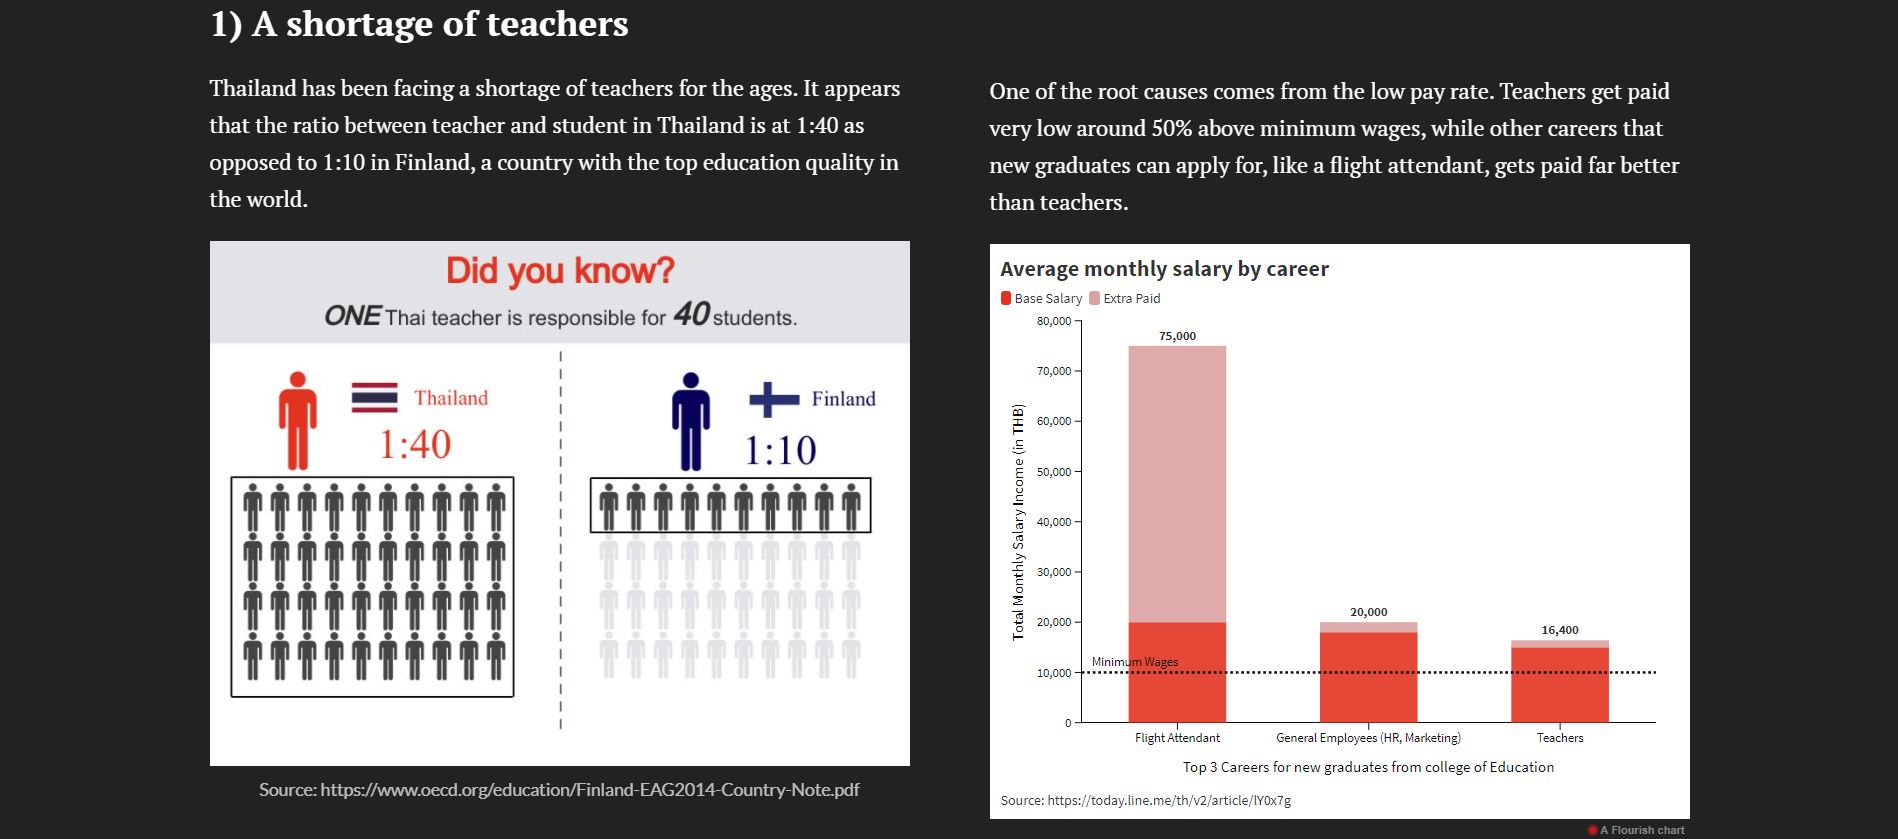 1) A shortage of teachers
Thailand has been facing a shortage of teachers for the ages. It appears
that the ratio between teacher and student in Thailand is at 1:40 as
opposed to 1:10 in Finland, a country with the top education quality in
the world.
Did you know?
ONE Thai teacher is responsible for 40 students.
Thailand
1:40
Finland
1:10
Source: https://www.oecd.org/education/Finland-EAG2014-Country-Note.pdf
One of the root causes comes from the low pay rate. Teachers get paid
very low around 50% above minimum wages, while other careers that
new graduates can apply for, like a flight attendant, gets paid far better
than teachers.
Average monthly salary by career
Base Salary Extra Paid
Total Monthly Salary Income (in THB)
80,000
70,000
60,000
50,000
40,000
30,000
20,000
10,000
0
75,000
20,000
16,400
Minimum Wages
Flight Attendant
General Employees (HR, Marketing)
Teachers
Top 3 Careers for new graduates from college of Education
Source: https://today.line.me/th/v2/article/lY0x7g
A Flourish chart